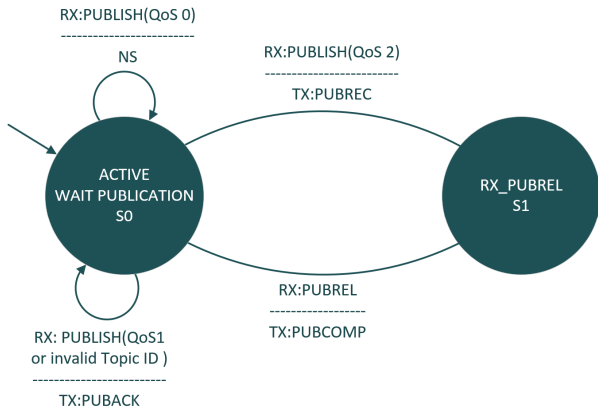 RX:PUBLISH(QoS 0)
-------------------------
NS
RX:PUBLISH(QoS 2)
-------------------------
TX:PUBREC
ACTIVE
WAIT PUBLICATION
S0
RX_PUBREL
S1
RX:PUBREL
------------------
TX:PUBCOMP
RX: PUBLISH(QoS1
or invalid Topic ID )
-------------------------
TX:PUBACK